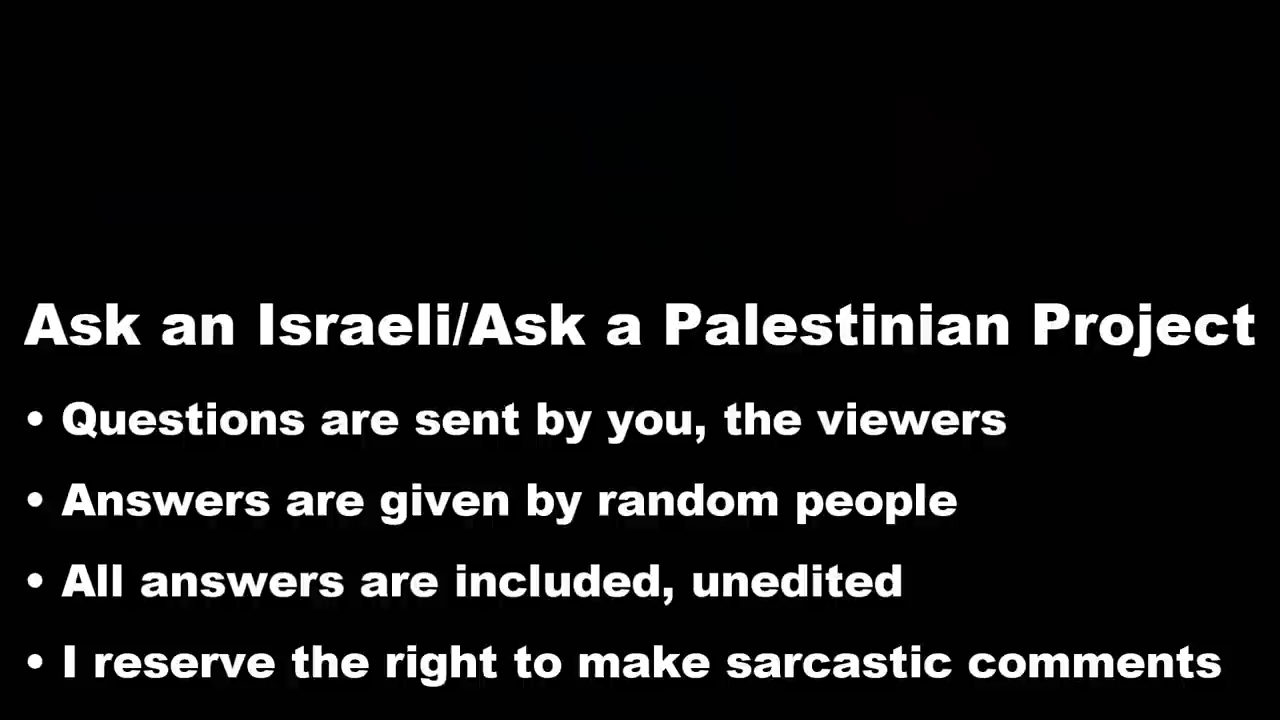 Ask an Israeli/Ask a Palestinian Project
• Questions are sent by you, the viewers
• Answers are given by random people
• All answers are included, unedited
• I reserve the right to make sarcastic comments